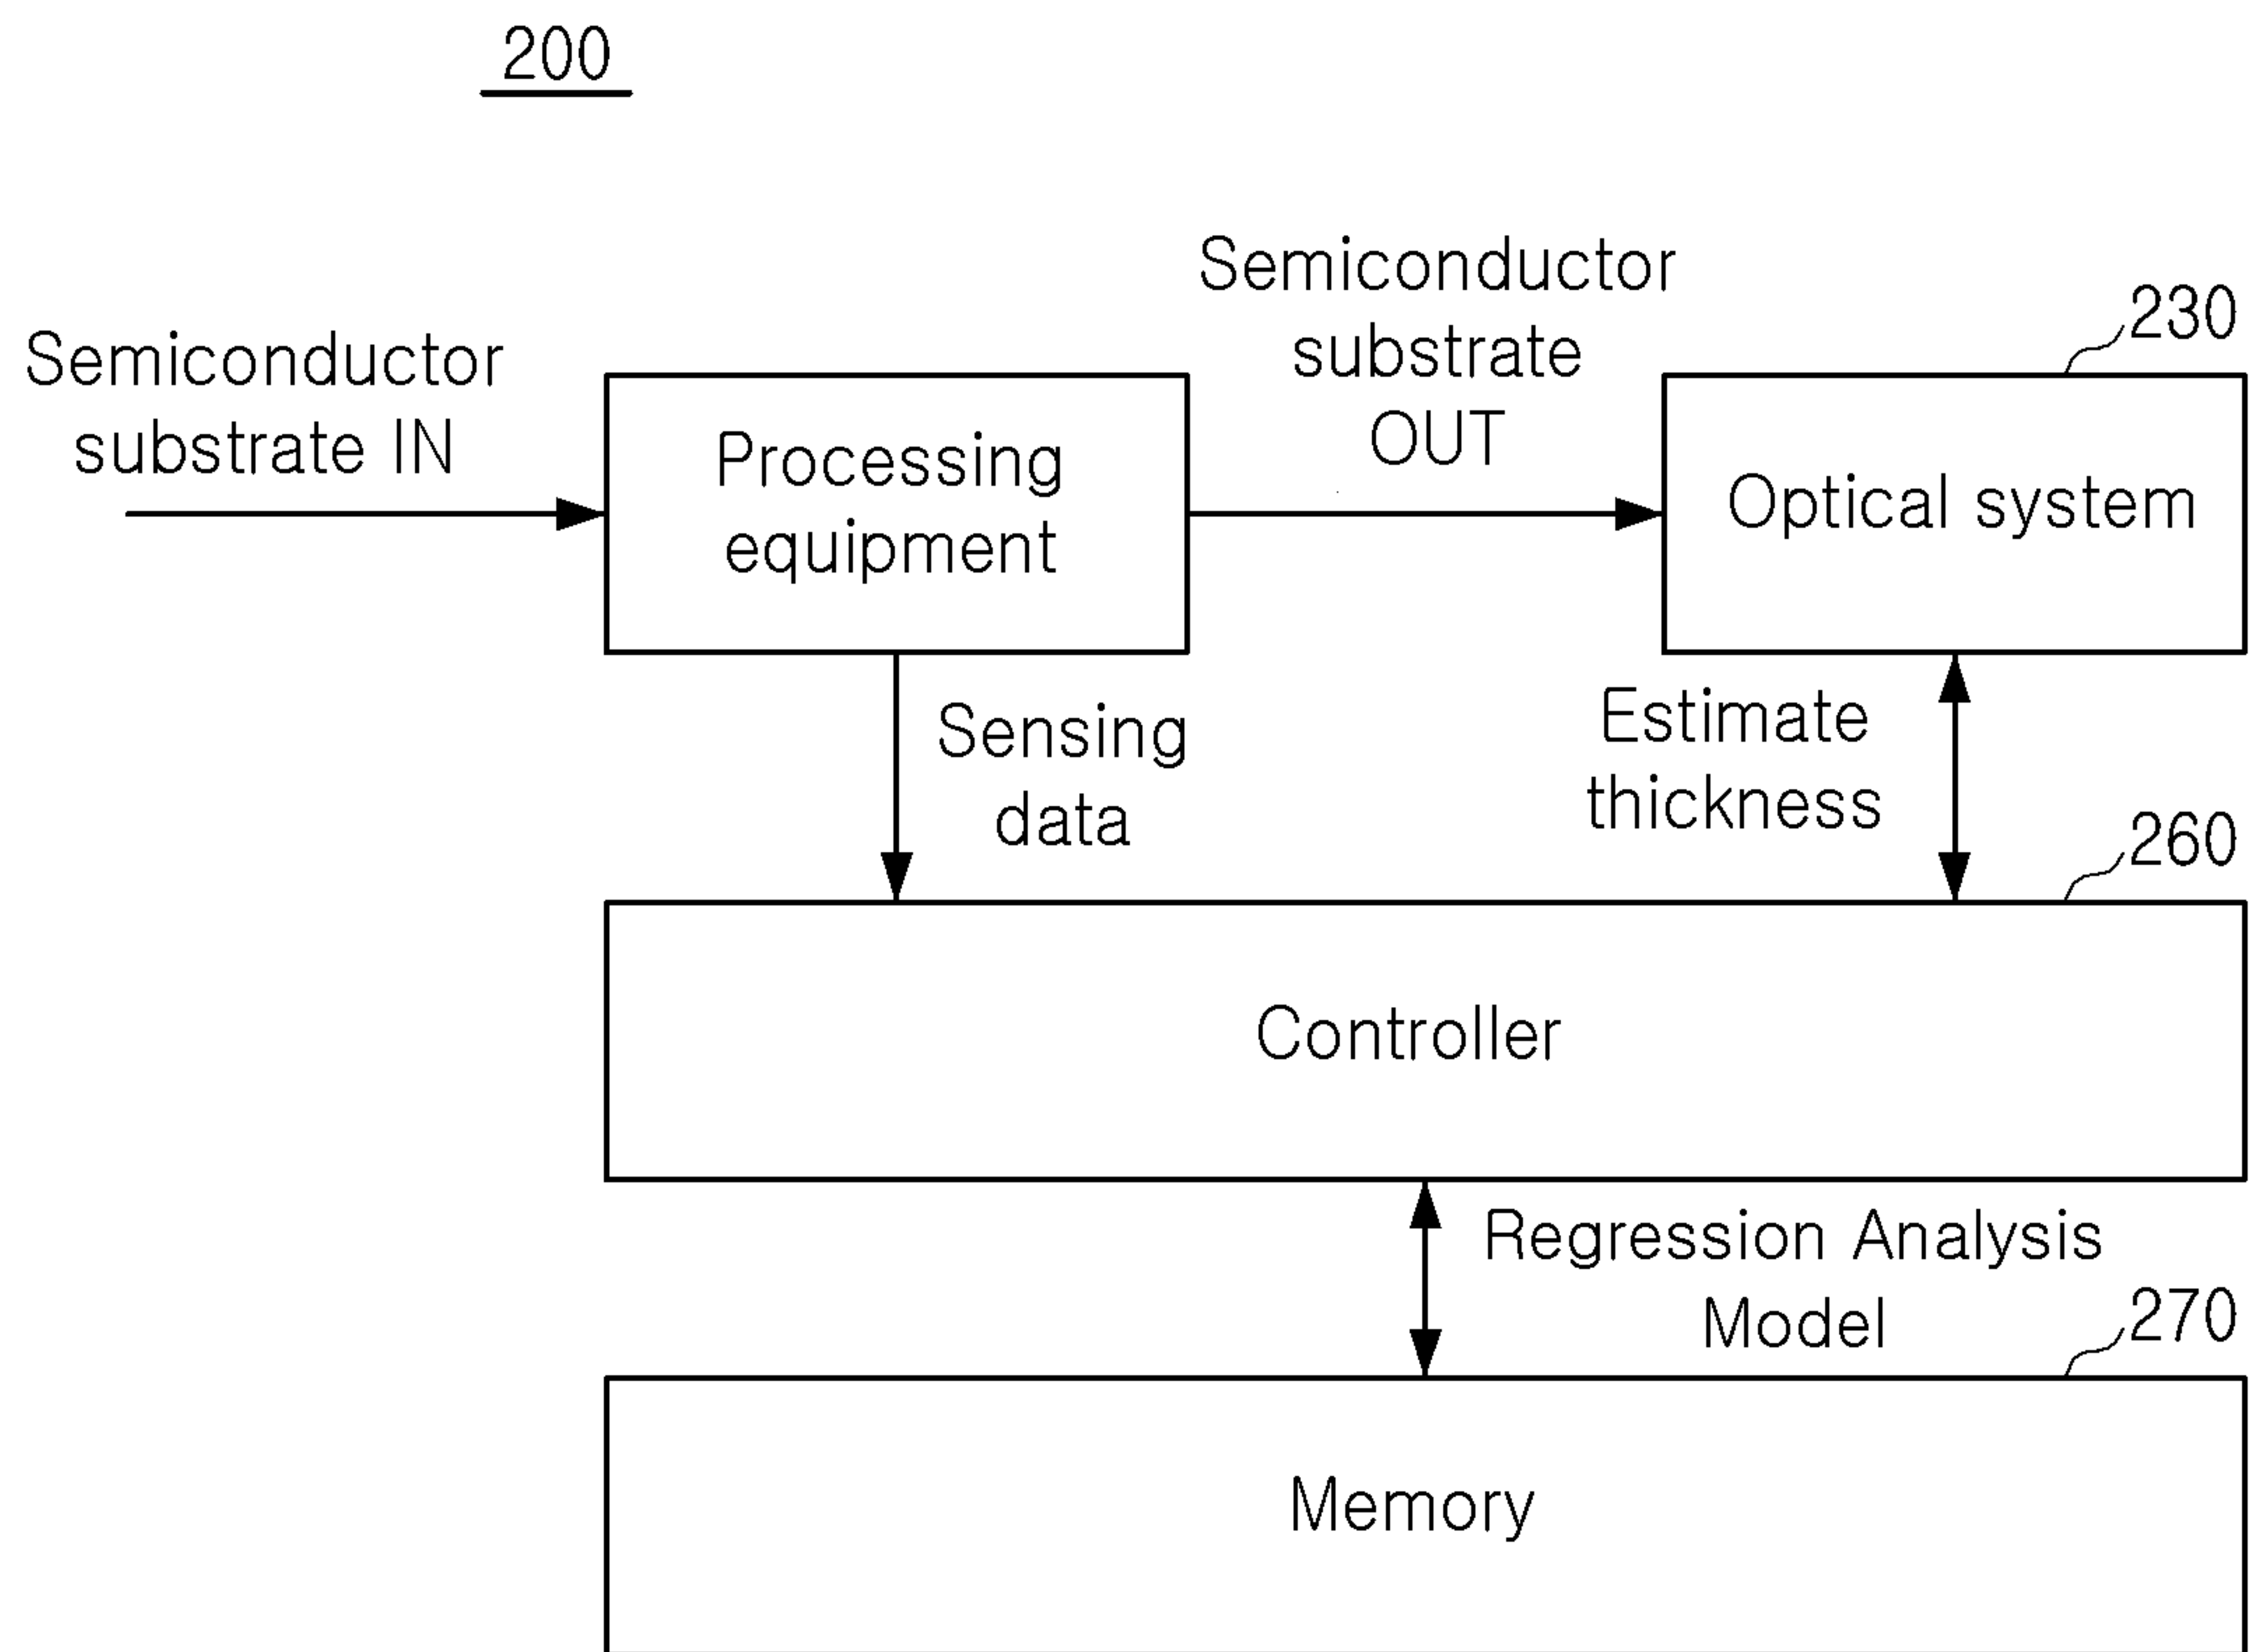 200
Semiconductor
substrate IN
Processing
equipment
Semiconductor
substrate
OUT
230
Optical system
Sensing
data
Estimate
thickness
260
Controller
Regression Analysis
Model
270
Memory